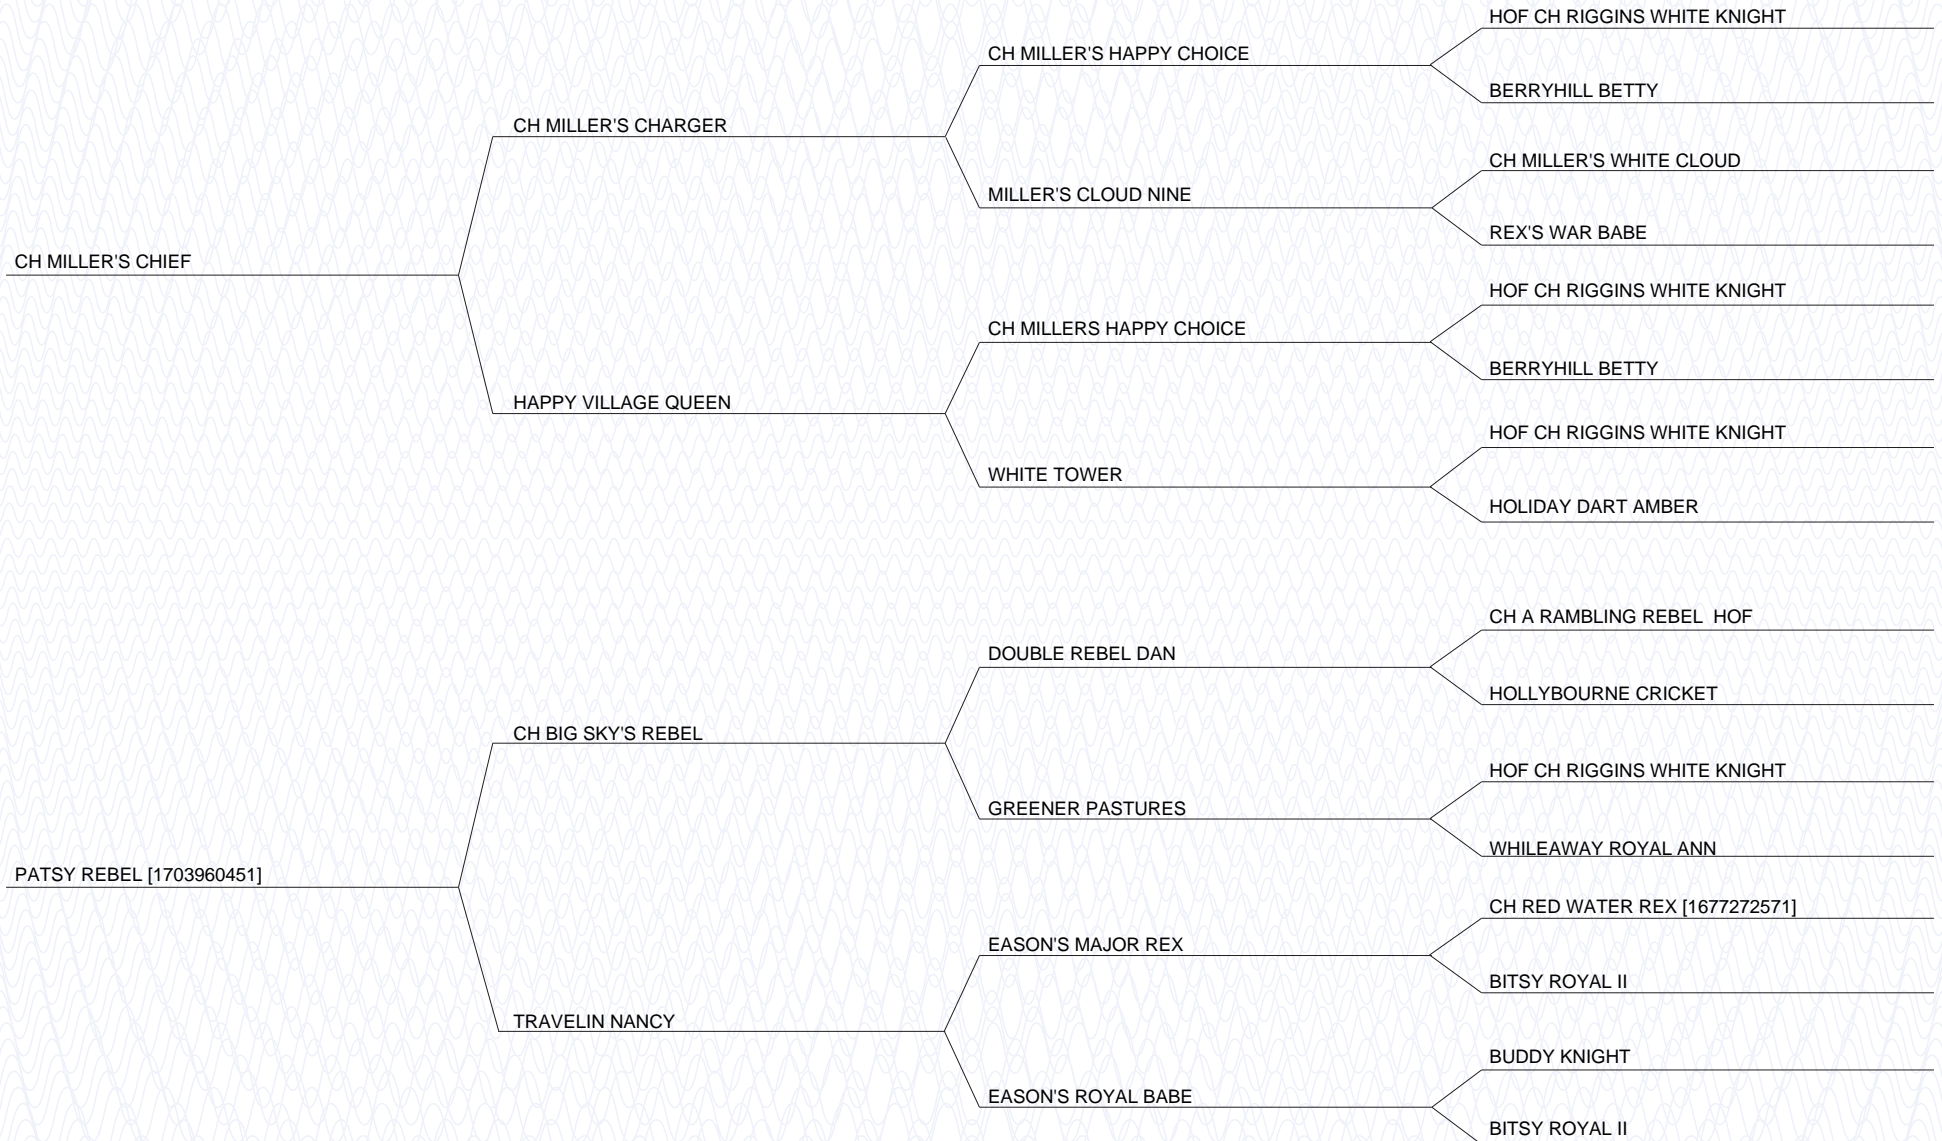 HOF CH RIGGINS WHITE KNIGHT
CH MILLER'S HAPPY CHOICE
BERRYHILL BETTY
CH MILLER'S CHARGER
CH MILLER'S WHITE CLOUD
MILLER'S CLOUD NINE
REX'S WAR BABE
CH MILLER'S CHIEF
HOF CH RIGGINS WHITE KNIGHT
CH MILLERS HAPPY CHOICE
BERRYHILL BETTY
HAPPY VILLAGE QUEEN
HOF CH RIGGINS WHITE KNIGHT
WHITE TOWER
HOLIDAY DART AMBER
CH A RAMBLING REBEL  HOF
DOUBLE REBEL DAN
HOLLYBOURNE CRICKET
CH BIG SKY'S REBEL
HOF CH RIGGINS WHITE KNIGHT
GREENER PASTURES
WHILEAWAY ROYAL ANN
PATSY REBEL [1703960451]
CH RED WATER REX [1677272571]
EASON'S MAJOR REX
BITSY ROYAL II
TRAVELIN NANCY
BUDDY KNIGHT
EASON'S ROYAL BABE
BITSY ROYAL II